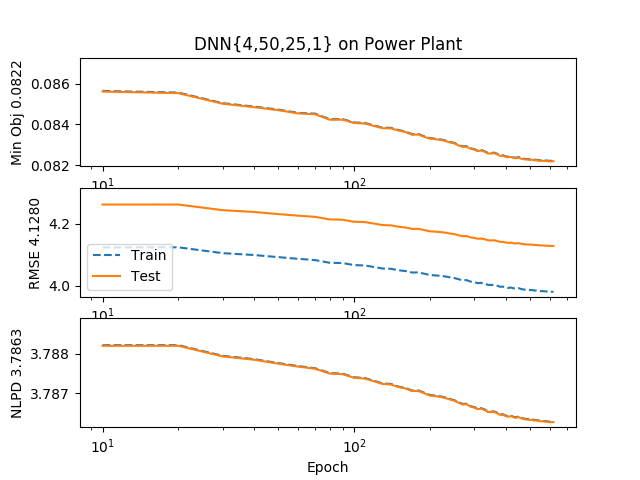 DNN{4,50,25,1} on Power Plant
Min Obj 0.0822
0.086
0.084
0.082
10¹
10²
RMSE 4.1280
4.2
4.0
Train
Test
10¹
10²
NLPD 3.7863
3.788
3.787
10¹
10²
Epoch